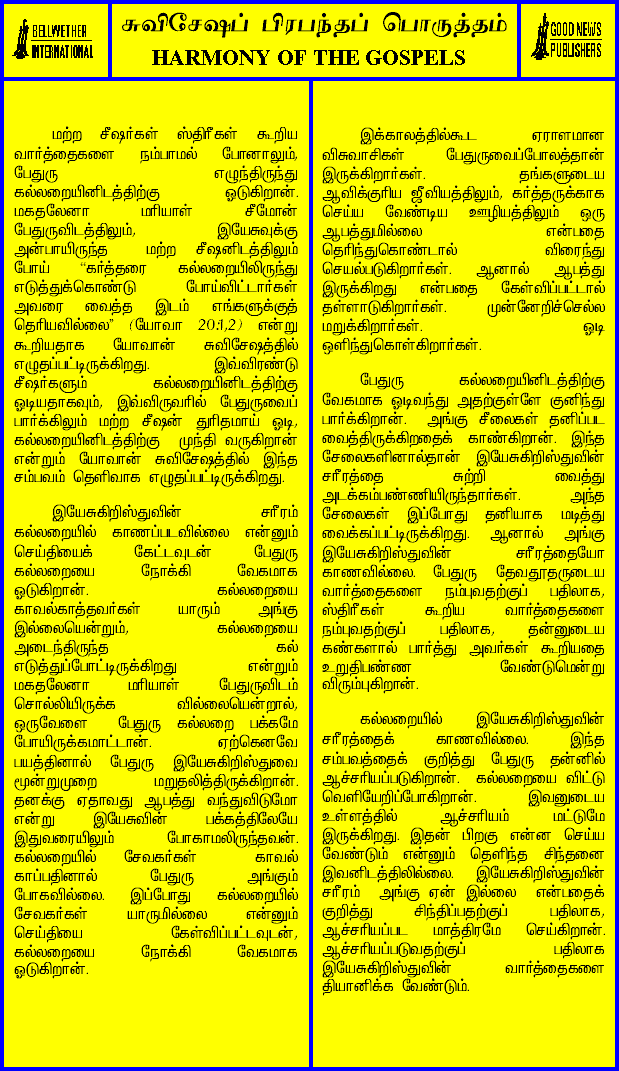 BELLWETHER
INTERNATIONAL
சுவிசேஷப் பிரபந்தப் பொருத்தம்
HARMONY OF THE GOSPELS
GOOD NEWS
PUBLISHERS
மற்ற சீஷர்கள் ஸ்திரீகள் கூறிய
வார்த்தைகளை நம்பாமல் போனாலும்,
பேதுரு எழுந்திருந்து
கல்லறையினிடத்திற்கு ஓடுகிறான்.
மகதலேனா மரியாள் சீமோன்
பேதுருவிடத்திலும், இயேசுவுக்கு
அன்பாயிருந்த மற்ற சீஷனிடத்திலும்
போய் “கர்த்தரை கல்லறையிலிருந்து
எடுத்துக்கொண்டு போய்விட்டார்கள்
அவரை வைத்த இடம் எங்களுக்குத்
தெரியவில்லை” (யோவா 20:1,2) என்று
கூறியதாக யோவான் சுவிசேஷத்தில்
எழுதப்பட்டிருக்கிறது. இவ்விரண்டு
சீஷர்களும் கல்லறையினிடத்திற்கு
ஓடியதாகவும், இவ்விருவரில் பேதுருவைப்
பார்க்கிலும் மற்ற சீஷன் துரிதமாய் ஓடி,
கல்லறையினிடத்திற்கு முந்தி வருகிறான்
என்றும் யோவான் சுவிசேஷத்தில் இந்த
சம்பவம் தெளிவாக எழுதப்பட்டிருக்கிறது.
இயேசுகிறிஸ்துவின் சரீரம்
கல்லறையில் காணப்படவில்லை என்னும்
செய்தியைக் கேட்டவுடன் பேதுரு
கல்லறையை நோக்கி வேகமாக
ஓடுகிறான். கல்லறையை
காவல்காத்தவர்கள் யாரும் அங்கு
இல்லையென்றும், கல்லறையை
அடைந்திருந்த கல்
எடுத்துப்போட்டிருக்கிறது என்றும்
மகதலேனா மரியாள் பேதுருவிடம்
சொல்லியிருக்க வில்லையென்றால்,
ஒருவேளை பேதுரு கல்லறை பக்கமே
போயிருக்கமாட்டான். ஏற்கெனவே
பயத்தினால் பேதுரு இயேசுகிறிஸ்துவை
மூன்றுமுறை மறுதலித்திருக்கிறான்.
தனக்கு ஏதாவது ஆபத்து வந்துவிடுமோ
என்று இயேசுவின் பக்கத்திலேயே
இதுவரையிலும் போகாமலிருந்தவன்.
கல்லறையில் சேவகர்கள் காவல்
காப்பதினால் பேதுரு அங்கும்
போகவில்லை. இப்போது கல்லறையில்
சேவகர்கள் யாருமில்லை என்னும்
செய்தியை கேள்விப்பட்டவுடன்,
கல்லறையை நோக்கி வேகமாக
ஓடுகிறான்.
இக்காலத்தில்கூட ஏராளமான
விசுவாசிகள் பேதுருவைப்போலத்தான்
இருக்கிறார்கள். தங்களுடைய
ஆவிக்குரிய ஜீவியத்திலும், கர்த்தருக்காக
செய்ய வேண்டிய ஊழியத்திலும் ஒரு
ஆபத்துமில்லை என்பதை
தெரிந்துகொண்டால் விரைந்து
செயல்படுகிறார்கள். ஆனால் ஆபத்து
இருக்கிறது என்பதை கேள்விப்பட்டால்
தள்ளாடுகிறார்கள். முன்னேறிச்செல்ல
மறுக்கிறார்கள். ஓடி
ஒளிந்துகொள்கிறார்கள்.
பேதுரு கல்லறையினிடத்திற்கு
வேகமாக ஓடிவந்து அதற்குள்ளே குனிந்து
பார்க்கிறான். அங்கு சீலைகள் தனிப்பட
வைத்திருக்கிறதைக் காண்கிறான். இந்த
சேலைகளினால்தான் இயேசுகிறிஸ்துவின்
சரீரத்தை சுற்றி வைத்து
அடக்கம்பண்ணியிருந்தார்கள். அந்த
சேலைகள் இப்போது தனியாக மடித்து
வைக்கப்பட்டிருக்கிறது. ஆனால் அங்கு
இயேசுகிறிஸ்துவின் சரீரத்தையோ
காணவில்லை. பேதுரு தேவதூதருடைய
வார்த்தைகளை நம்புவதற்குப் பதிலாக,
ஸ்திரீகள் கூறிய வார்த்தைகளை
நம்புவதற்குப் பதிலாக, தன்னுடைய
கண்களால் பார்த்து அவர்கள் கூறியதை
உறுதிபண்ண வேண்டுமென்று
விரும்புகிறான்.
கல்லறையில் இயேசுகிறிஸ்துவின்
சரீரத்தைக் காணவில்லை. இந்த
சம்பவத்தைக் குறித்து பேதுரு தன்னில்
ஆச்சரியப்படுகிறான். கல்லறையை விட்டு
வெளியேறிப்போகிறான். இவனுடைய
உள்ளத்தில் ஆச்சரியம் மட்டுமே
இருக்கிறது. இதன் பிறகு என்ன செய்ய
வேண்டும் என்னும் தெளிந்த சிந்தனை
இவனிடத்திலில்லை. இயேசுகிறிஸ்துவின்
சரீரம் அங்கு ஏன் இல்லை என்பதைக்
குறித்து சிந்திப்பதற்குப் பதிலாக,
ஆச்சரியப்பட மாத்திரமே செய்கிறான்.
ஆச்சரியப்படுவதற்குப் பதிலாக
இயேசுகிறிஸ்துவின் வார்த்தைகளை
தியானிக்க வேண்டும்.